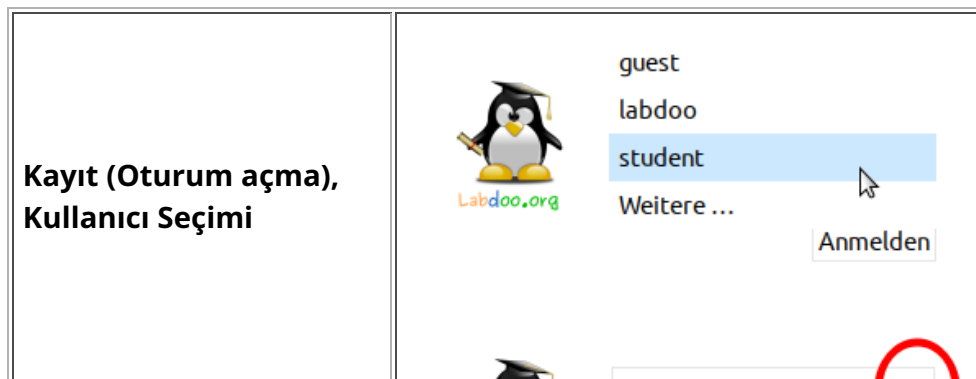 Kayıt (Oturum açma),
Kullanıcı Seçimi
Labdoo.org
guest
labdoo
student
Weitere ...
Anmelden